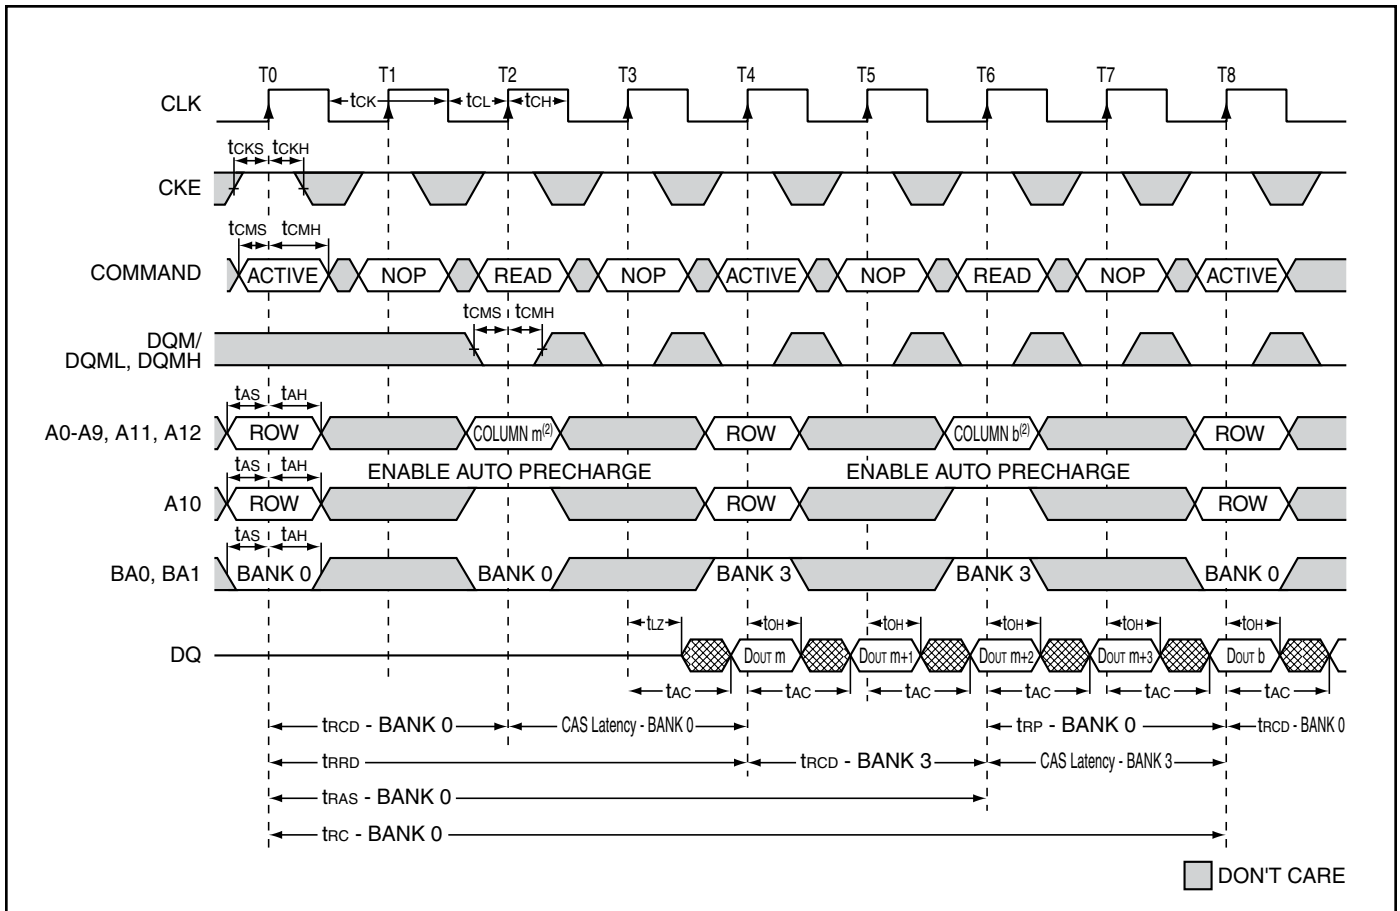 T0 T1 T2 T3 T4 T5 T6 T7 T8
CLK tCK tCL tCH
tCKS tCKH
CKE
tCMS tCMH
COMMAND ACTIVE NOP READ NOP ACTIVE NOP READ NOP ACTIVE
tCMS tCMH
DQM/
DQML, DQMH
tAS tAH
A0-A9, A11, A12 ROW COLUMN m(2) ROW COLUMN b(2) ROW
tAS tAH ENABLE AUTO PRECHARGE ENABLE AUTO PRECHARGE
A10 ROW ROW ROW
tAS tAH
BA0, BA1 BANK 0 BANK 0 BANK 3 BANK 3 BANK 0
tLZ tOH tOH tOH tOH tOH
DQ DOUT m DOUT m+1 DOUT m+2 DOUT m+3 DOUT b
tAC tAC tAC tAC tAC tAC
tRCD - BANK 0 CAS Latency - BANK 0 tRP - BANK 0 tRCD - BANK 0
tRRD tRCD - BANK 3 CAS Latency - BANK 3
tRAS - BANK 0
tRC - BANK 0
DON'T CARE